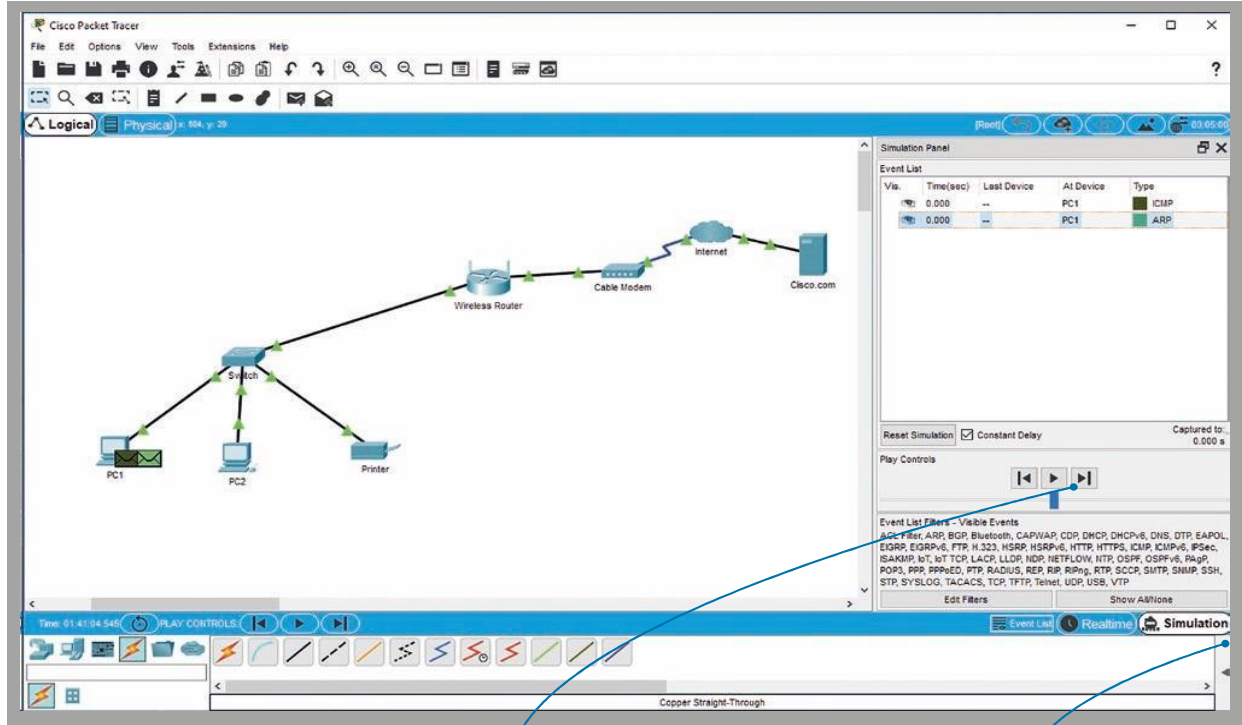 Cisco Packet Tracer
File Edit Options View Tools Extensions Help
?
Logical
Physical
x: 504, y: 29
[Root]
03:05:00
Simulation Panel
Event List
Vis. Time(sec) Last Device At Device Type
0.000 -- PC1 ICMP
0.000 -- PC1 ARP
Internet
Cisco.com
Cable Modem
Wireless Router
Switch
PC1
PC2
Printer
Reset Simulation
Constant Delay
Captured to:
0.000 s
Play Controls
Event List Filters - Visible Events
ACL Filter, ARP, BGP, Bluetooth, CAPWAP, CDP, DHCP, DHCPv6, DNS, DTP, EAPOL,
EIGRP, EIGRPv6, FTP, H.323, HSRP, HSRPv6, HTTP, HTTPS, ICMP, ICMPv6, IPSec,
ISAKMP, IoT, IoT TCP, LACP, LLDP, NDP, NETFLOW, NTP, OSPF, OSPFv6, PAgP,
POP3, PPP, PPPoED, PTP, RADIUS, REP, RIP, RIPng, RTP, SCCP, SMTP, SNMP, SSH,
STP, SYSLOG, TACACS, TCP, TFTP, Telnet, UDP, USB, VTP
Edit Filters
Show All/None
Time: 01:41:04.545
PLAY CONTROLS:
Event List
Realtime
Simulation
Copper Straight-Through